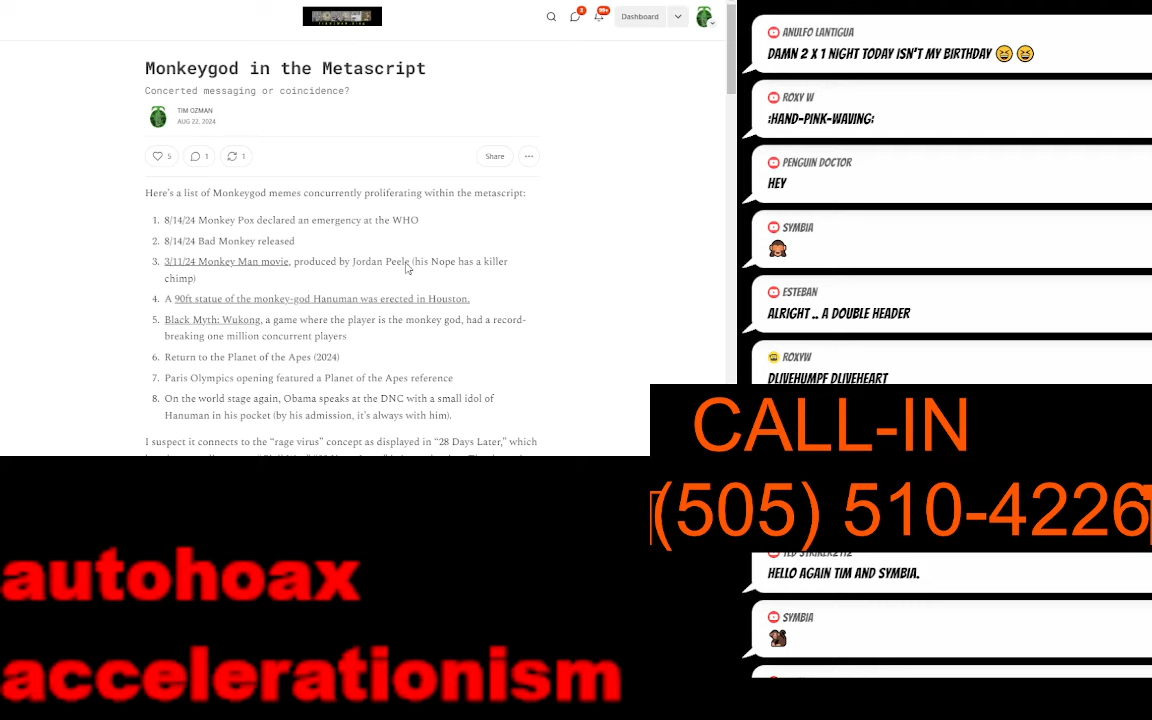 2
99+
Dashboard
Monkeygod in the Metascript
Concerted messaging or coincidence?
TIM OZMAN
AUG 22, 2024
5
1
1
Share
Here's a list of Monkeygod memes concurrently proliferating within the metascript:
1. 8/14/24 Monkey Pox declared an emergency at the WHO
2. 8/14/24 Bad Monkey released
3. 3/11/24 Monkey Man movie, produced by Jordan Peele (his Nope has a killer
chimp)
4. A 90ft statue of the monkey-god Hanuman was erected in Houston.
5. Black Myth: Wukong, a game where the player is the monkey god, had a record-
breaking one million concurrent players
6. Return to the Planet of the Apes (2024)
7. Paris Olympics opening featured a Planet of the Apes reference
8. On the world stage again, Obama speaks at the DNC with a small idol of
Hanuman in his pocket (by his admission, it's always with him).
I suspect it connects to the "rage virus" concept as displayed in "28 Days Later," which
ANULFO LANTIGUA
DAMN 2 X 1 NIGHT TODAY ISN'T MY BIRTHDAY 😆 😆
ROXY W
:HAND-PINK-WAVING:
PENGUIN DOCTOR
HEY
SYMBIA
🙈
ESTEBAN
ALRIGHT .. A DOUBLE HEADER
ROXYW
DLIVEHUMPF DLIVEHEART
CALL-IN
(505) 510-4226
HELLO AGAIN TIM AND SYMBIA.
SYMBIA
🐒
autohoax
accelerationism